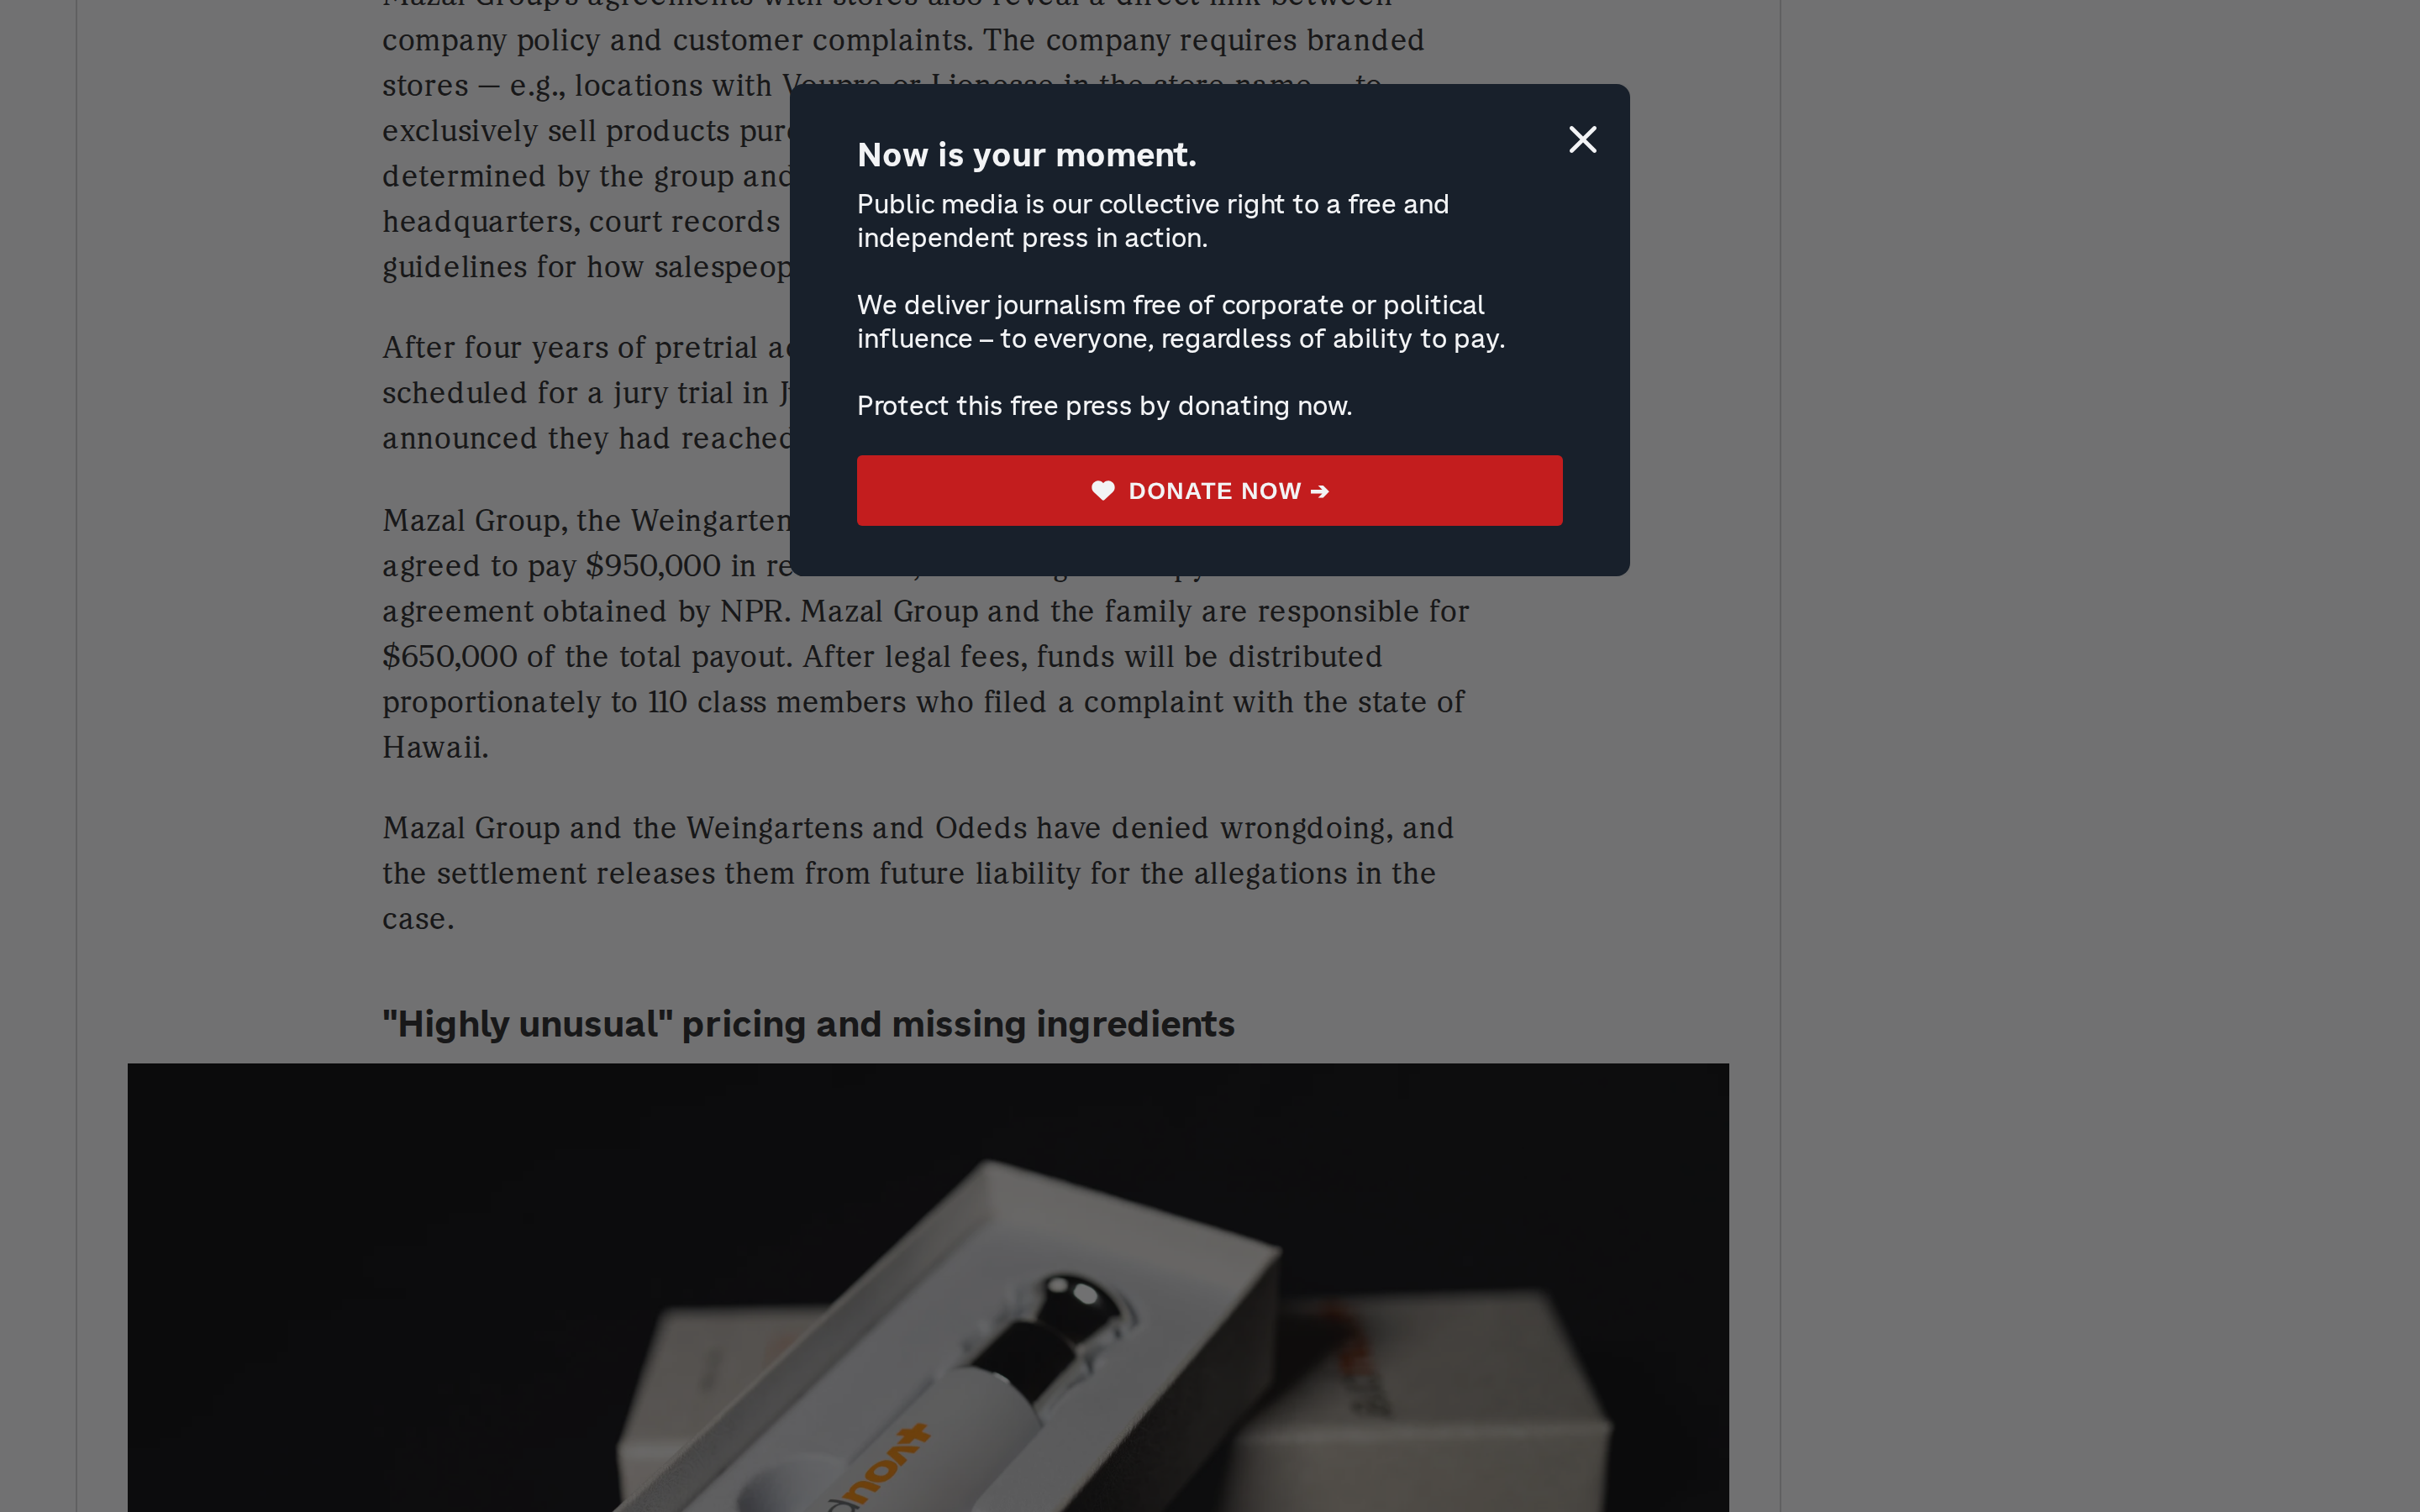 company policy and customer complaints. The company requires branded
stores — e.g., locations with
exclusively sell products
determined by the group and
headquarters, court records
guidelines for how
After four years of pretrial
scheduled for a jury trial in
announced they had reached
Mazal Group, the
agreed to pay $950,000 in
agreement obtained by NPR. Mazal Group and the family are responsible for
$650,000 of the total payout. After legal fees, funds will be distributed
proportionately to 110 class members who filed a complaint with the state of
Hawaii.
Mazal Group and the Weingartens and Odeds have denied wrongdoing, and
the settlement releases them from future liability for the allegations in the
case.
"Highly unusual" pricing and missing ingredients
Now is your moment.
Public media is our collective right to a free and
independent press in action.
We deliver journalism free of corporate or political
influence – to everyone, regardless of ability to pay.
Protect this free press by donating now.
DONATE NOW ➔